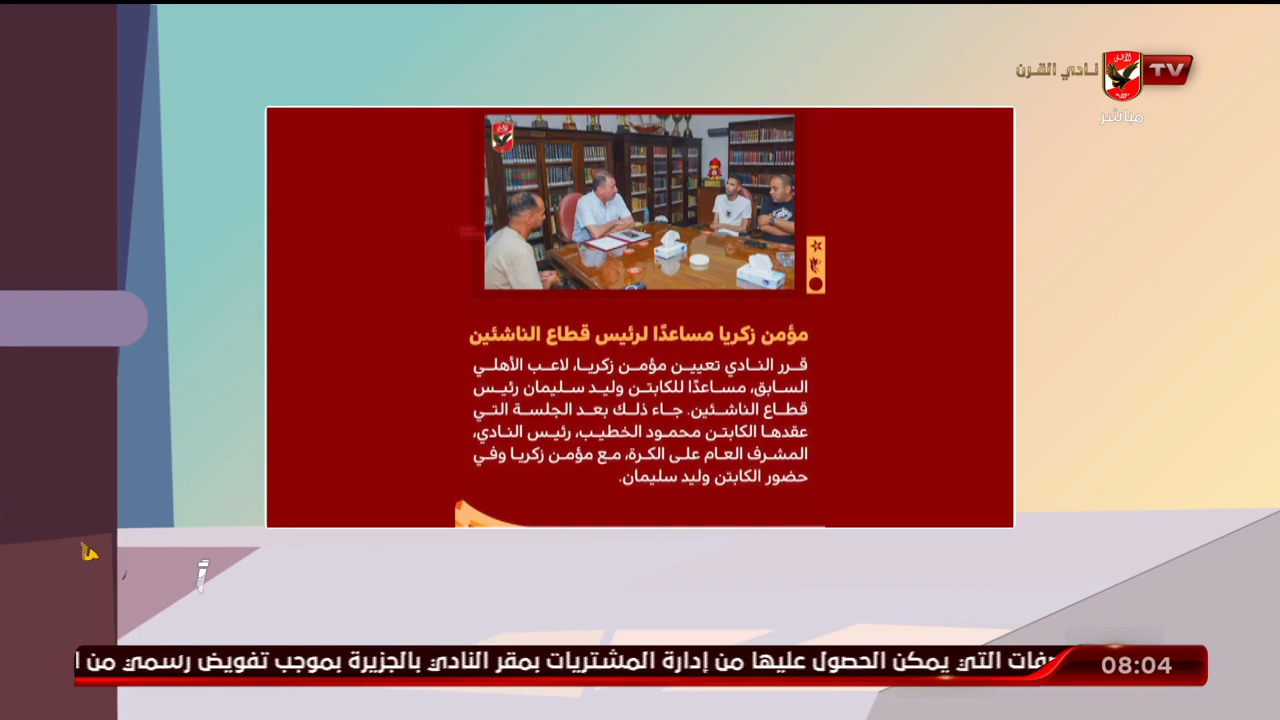 نادي القرن
TV
مباشر
مؤمن زكريا مساعدًا لرئيس قطاع الناشئين
قرر النادي تعيين مؤمن زكريا، لاعب الأهلي
السابق، مساعدًا للكابتن وليد سليمان رئيس
قطاع الناشئين. جاء ذلك بعد الجلسة التي
عقدها الكابتن محمود الخطيب، رئيس النادي،
المشرف العام على الكرة، مع مؤمن زكريا وفي
حضور الكابتن وليد سليمان.
التي يمكن الحصول عليها من إدارة المشتريات بمقر النادي بالجزيرة بموجب تفويض رسمي من
08:04